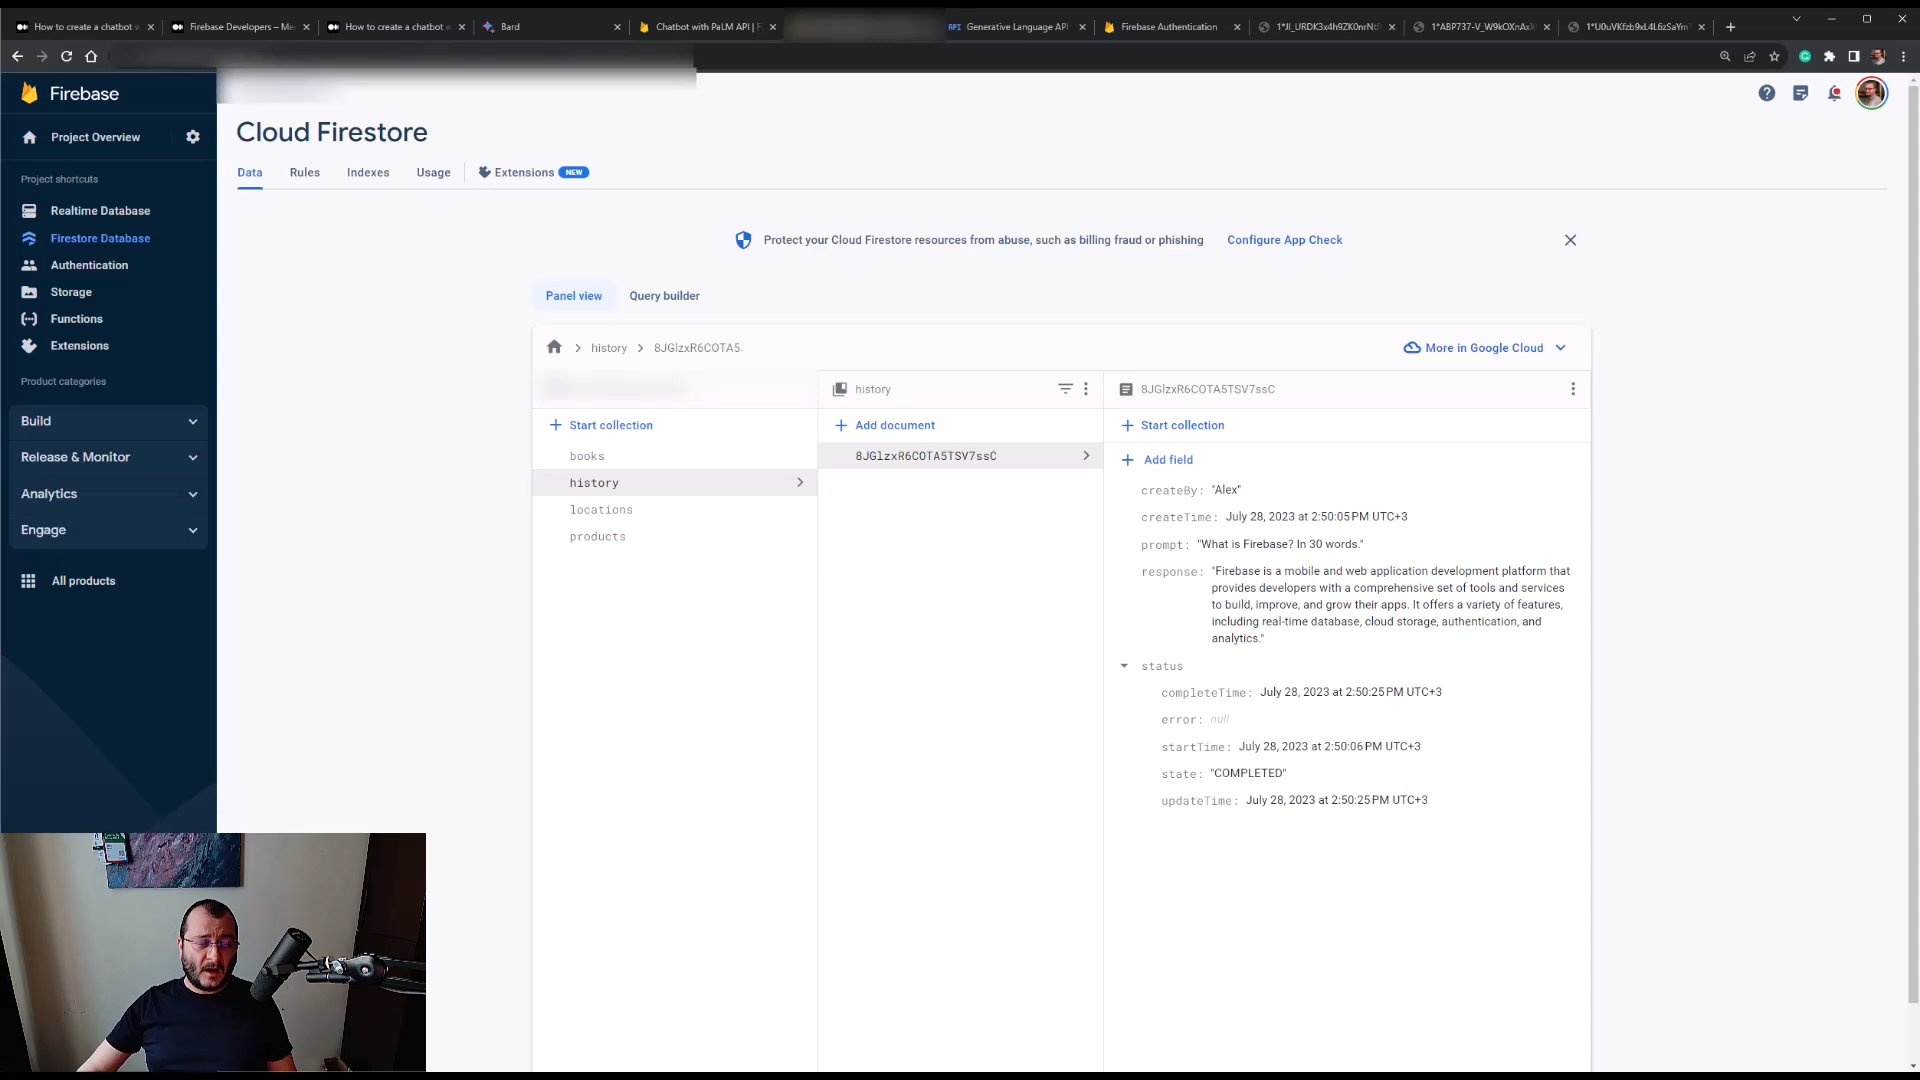 How to create a chatbot w
Firebase Developers – Me
How to create a chatbot w
Bard
Chatbot with PaLM API | F
API Generative Language API
Firebase Authentication
Firebase
Cloud Firestore
Project Overview
Data
Rules
Indexes
Usage
Extensions NEW
Project shortcuts
Realtime Database
Firestore Database
Authentication
Storage
Functions
Extensions
Product categories
Build
Release & Monitor
Analytics
Engage
All products
Protect your Cloud Firestore resources from abuse, such as billing fraud or phishing
Configure App Check
Panel view
Query builder
history
8JGlzxR6COTA5.
More in Google Cloud
history
8JGlzxR6COTA5TSV7ssC
Start collection
Add document
Start collection
books
history
locations
products
8JGlzxR6COTA5TSV7ssC
Add field
createBy: "Alex"
createTime: July 28, 2023 at 2:50:05 PM UTC+3
prompt: "What is Firebase? In 30 words."
response: "Firebase is a mobile and web application development platform that
provides developers with a comprehensive set of tools and services
to build, improve, and grow their apps. It offers a variety of features,
including real-time database, cloud storage, authentication, and
analytics."
status
completeTime: July 28, 2023 at 2:50:25 PM UTC+3
error: null
startTime: July 28, 2023 at 2:50:06 PM UTC+3
state: "COMPLETED"
updateTime: July 28, 2023 at 2:50:25 PM UTC+3